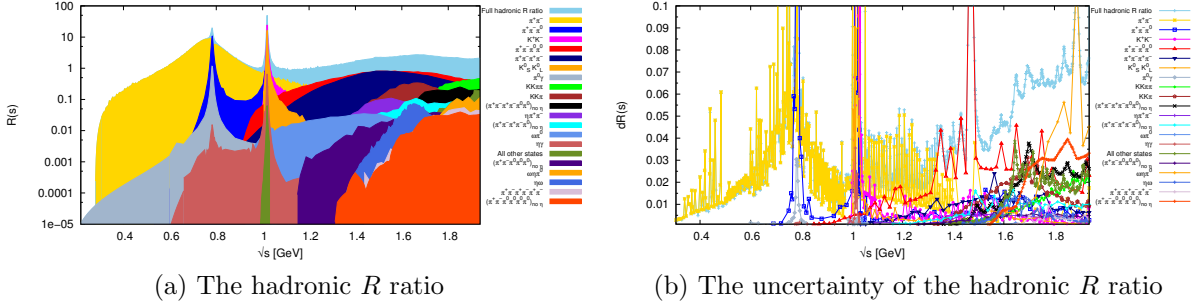 R(s)
100
10
1
0.1
0.01
0.001
0.0001
1e-05
0.4 0.6 0.8 1 1.2 1.4 1.6 1.8
√s [GeV]
Full hadronic R ratio
π⁺π⁻
π⁺π⁻π⁰
K⁺K⁻
π⁺π⁻π⁰π⁰
π⁺π⁻π⁺π⁻
K⁰S K⁰L
π⁰γ
KKππ
KKπ
(π⁺π⁻π⁺π⁻π⁰π⁰)no η
ηπ⁺π⁻
(π⁺π⁻π⁺π⁻π⁰)no η
ωπ⁰
ηγ
All other states
(π⁺π⁻π⁰π⁰π⁰)no η
ωηπ⁰
ηω
π⁺π⁻π⁺π⁻π⁺π⁻
(π⁺π⁻π⁰π⁰π⁰π⁰)no η
(a) The hadronic R ratio
dR(s)
0.1
0.09
0.08
0.07
0.06
0.05
0.04
0.03
0.02
0.01
0.4 0.6 0.8 1 1.2 1.4 1.6 1.8
√s [GeV]
Full hadronic R ratio
π⁺π⁻
π⁺π⁻π⁰
K⁺K⁻
π⁺π⁻π⁰π⁰
π⁺π⁻π⁺π⁻
K⁰S K⁰L
π⁰γ
KKππ
KKπ
(π⁺π⁻π⁺π⁻π⁰π⁰)no η
ηπ⁺π⁻
(π⁺π⁻π⁺π⁻π⁰)no η
ωπ⁰
ηγ
All other states
(π⁺π⁻π⁰π⁰π⁰)no η
ωηπ⁰
ηω
π⁺π⁻π⁺π⁻π⁺π⁻
(π⁺π⁻π⁰π⁰π⁰π⁰)no η
(b) The uncertainty of the hadronic R ratio